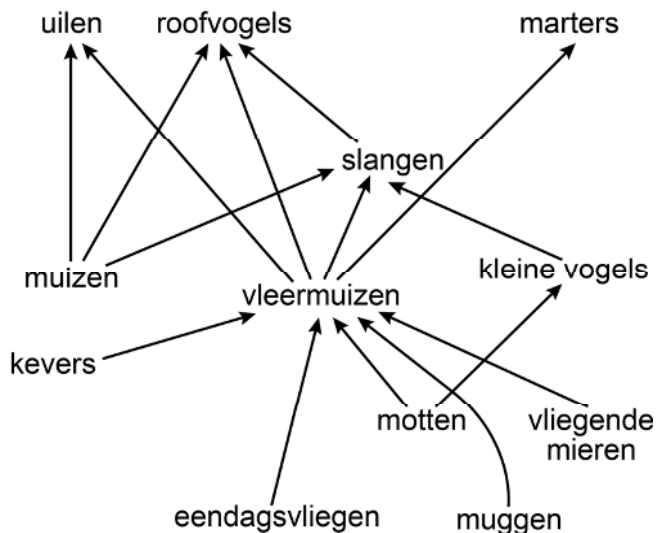 uilen
roofvogels
marters
slangen
muizen
kleine vogels
vleermuizen
kevers
motten
vliegende
mieren
eendagsvliegen
muggen